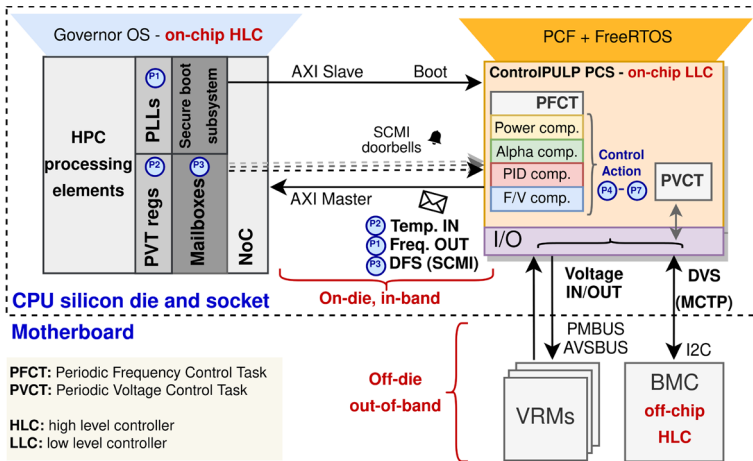 Governor OS - on-chip HLC
PCF + FreeRTOS
HPC
processing
elements
P1
PLLs
Secure boot
subsystem
P2
PVT regs
P3
Mailboxes
NoC
AXI Slave Boot
SCMI
doorbells
AXI Master
P2 Temp. IN
P1 Freq. OUT
P3 DFS (SCMI)
ControlPULP PCS - on-chip LLC
PFCT
Power comp.
Alpha comp.
PID comp.
F/V comp.
Control
Action
P4 - P7
PVCT
I/O
CPU silicon die and socket
On-die, in-band
Voltage
IN/OUT
DVS
(MCTP)
Motherboard
PFCT: Periodic Frequency Control Task
PVCT: Periodic Voltage Control Task
HLC: high level controller
LLC: low level controller
Off-die
out-of-band
PMBUS
AVSBUS
I2C
VRMs
BMC
off-chip
HLC